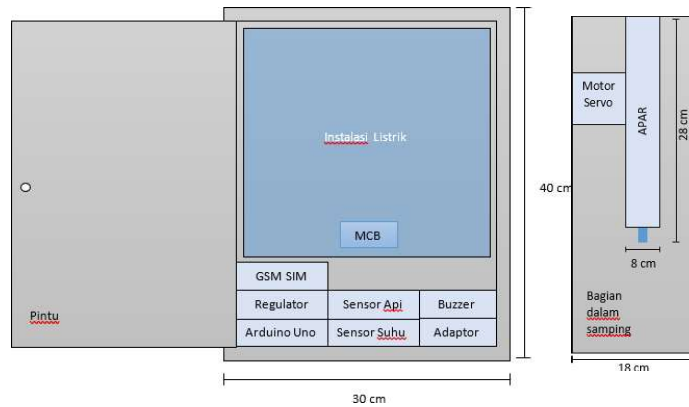 Instalasi Listrik
MCB
GSM SIM
Regulator
Sensor Api
Buzzer
Arduino Uno
Sensor Suhu
Adaptor
Pintu
40 cm
30 cm
Motor
Servo
APAR
28 cm
8 cm
Bagian
dalam
samping
18 cm